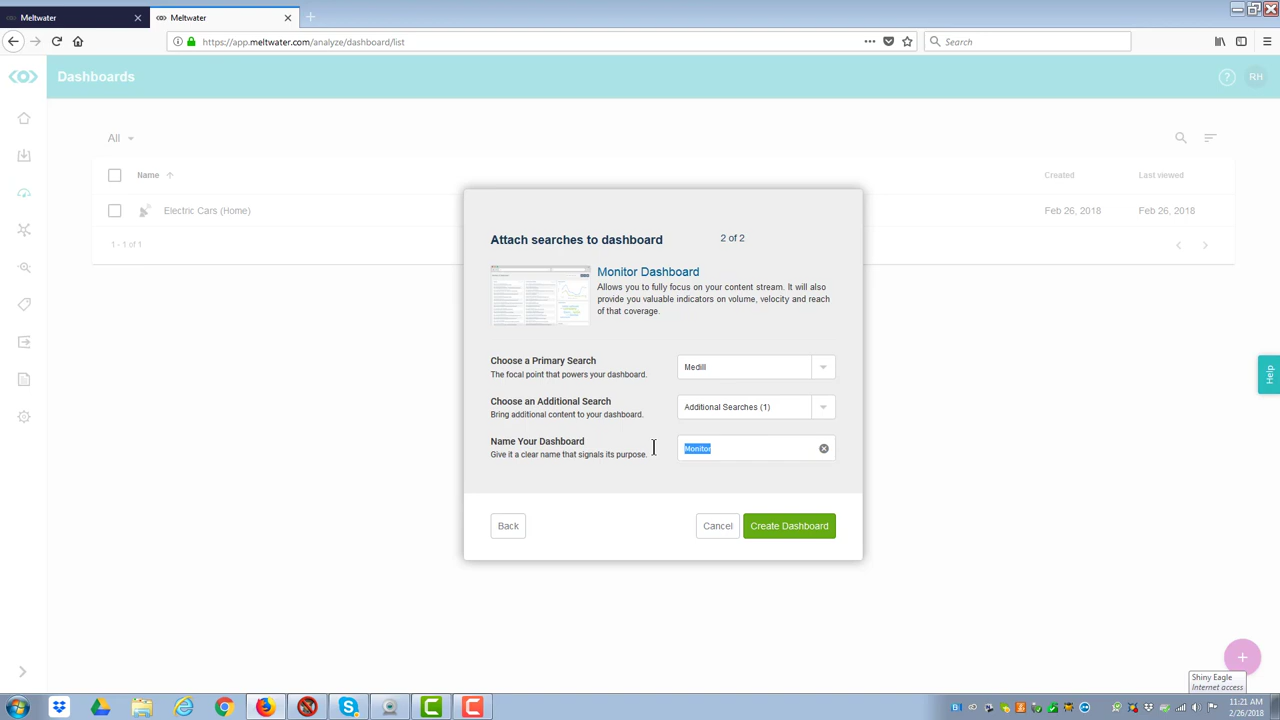 Meltwater
Meltwater
https://app.meltwater.com/analyze/dashboard/list
Search
Dashboards
?
RH
All
Name
Created
Last viewed
Electric Cars (Home)
Feb 26, 2018
Feb 26, 2018
1 - 1 of 1
Attach searches to dashboard
2 of 2
Monitor Dashboard
Allows you to fully focus on your content stream. It will also
provide you valuable indicators on volume, velocity and reach
of that coverage.
Choose a Primary Search
The focal point that powers your dashboard.
Medill
Choose an Additional Search
Bring additional content to your dashboard.
Additional Searches (1)
Name Your Dashboard
Give it a clear name that signals its purpose.
Monitor
Back
Cancel
Create Dashboard
Help
Shiny Eagle
Internet access
11:21 AM
2/26/2018